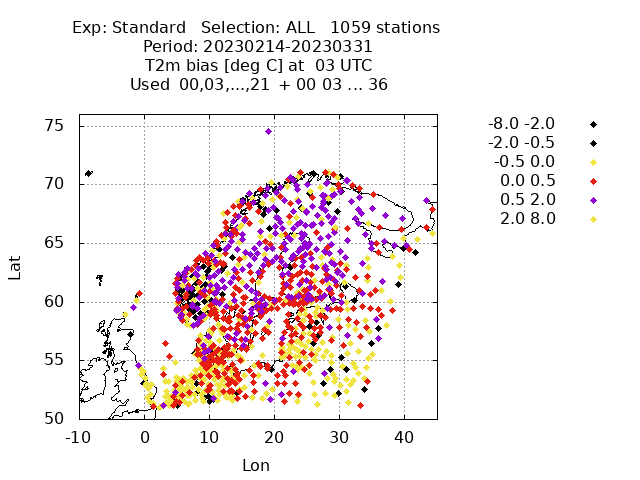 Exp: Standard   Selection: ALL   1059 stations
Period: 20230214-20230331
T2m bias [deg C] at  03 UTC
Used  00,03,...,21  + 00 03 ... 36
-8.0 -2.0
-2.0 -0.5
-0.5 0.0
0.0 0.5
0.5 2.0
2.0 8.0
Lat
75
70
65
60
55
50
-10 0 10 20 30 40
Lon